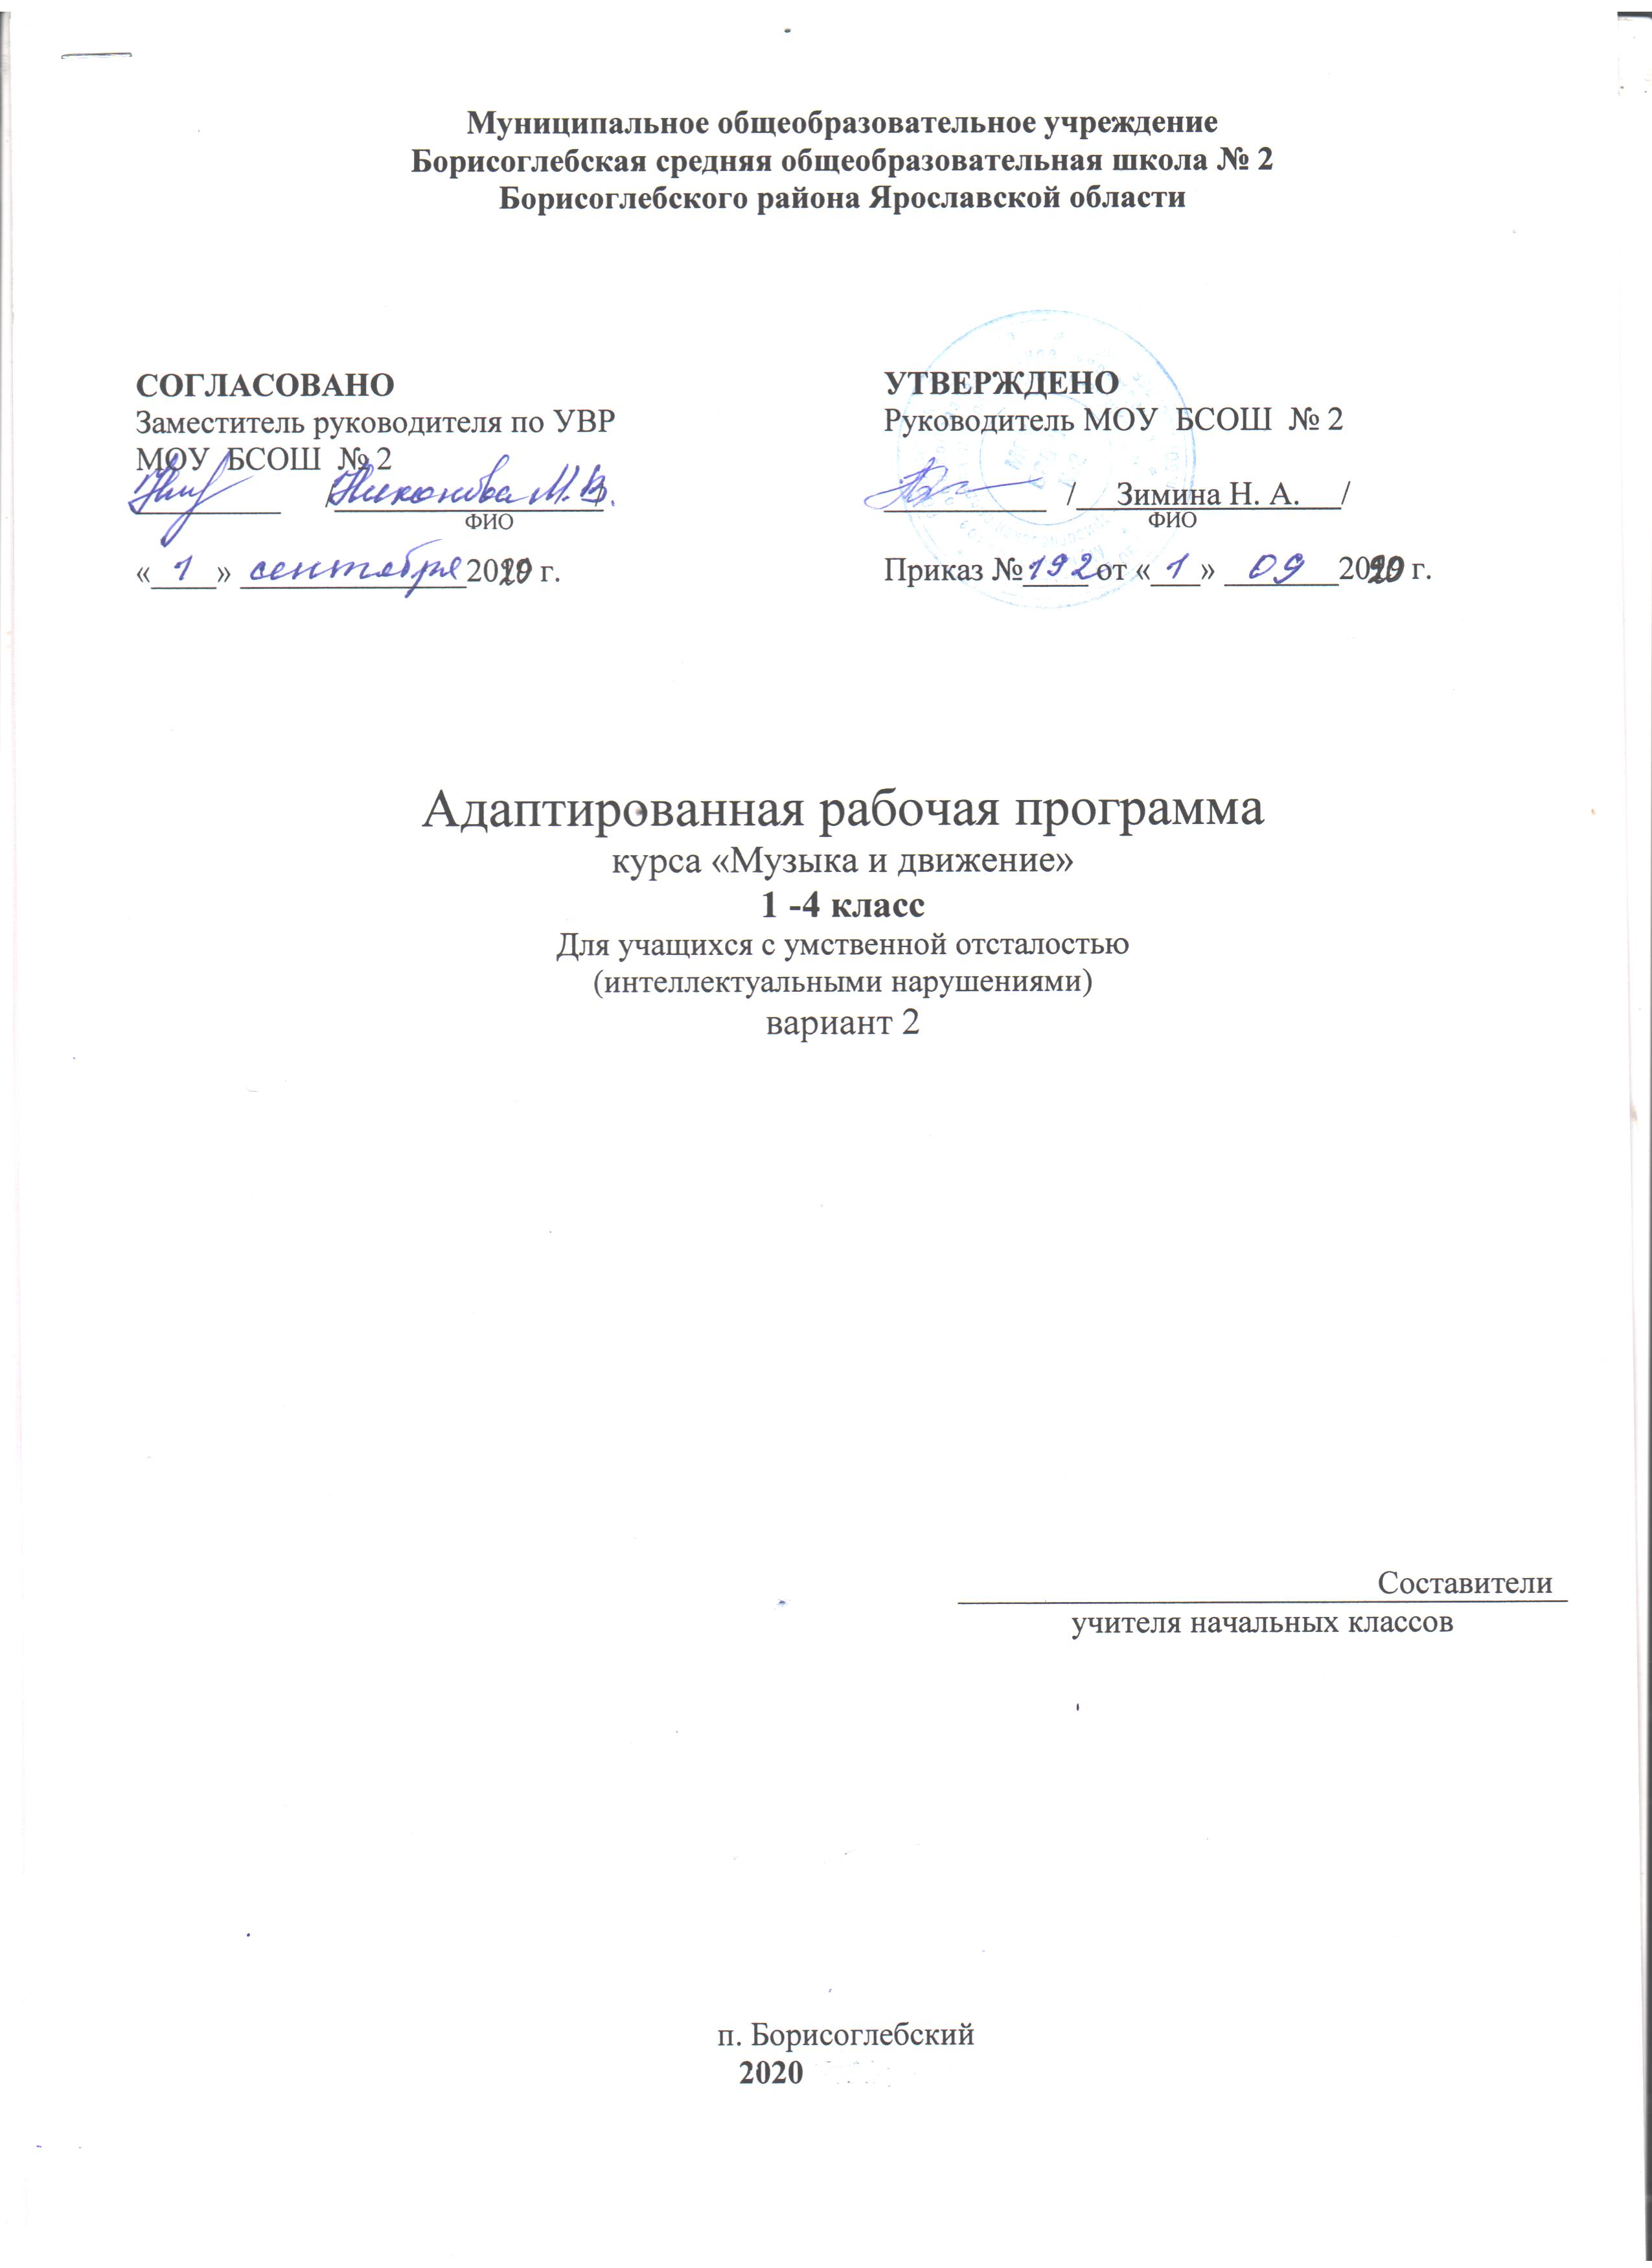 Муниципальное общеобразовательное учреждение
Борисоглебская средняя общеобразовательная школа № 2
Борисоглебского района Ярославской области
СОГЛАСОВАНО
Заместитель руководителя по УВР
МОУ БСОШ № 2
/Никонова М.В./
ФИО
« 1 » сентября 2020 г.
УТВЕРЖДЕНО
Руководитель МОУ БСОШ № 2
/ Зимина Н. А. /
ФИО
Приказ № 192 от « 1 » 09 2020 г.
Адаптированная рабочая программа
курса «Музыка и движение»
1 -4 класс
Для учащихся с умственной отсталостью
(интеллектуальными нарушениями)
вариант 2
Составители
учителя начальных классов
п. Борисоглебский
2020